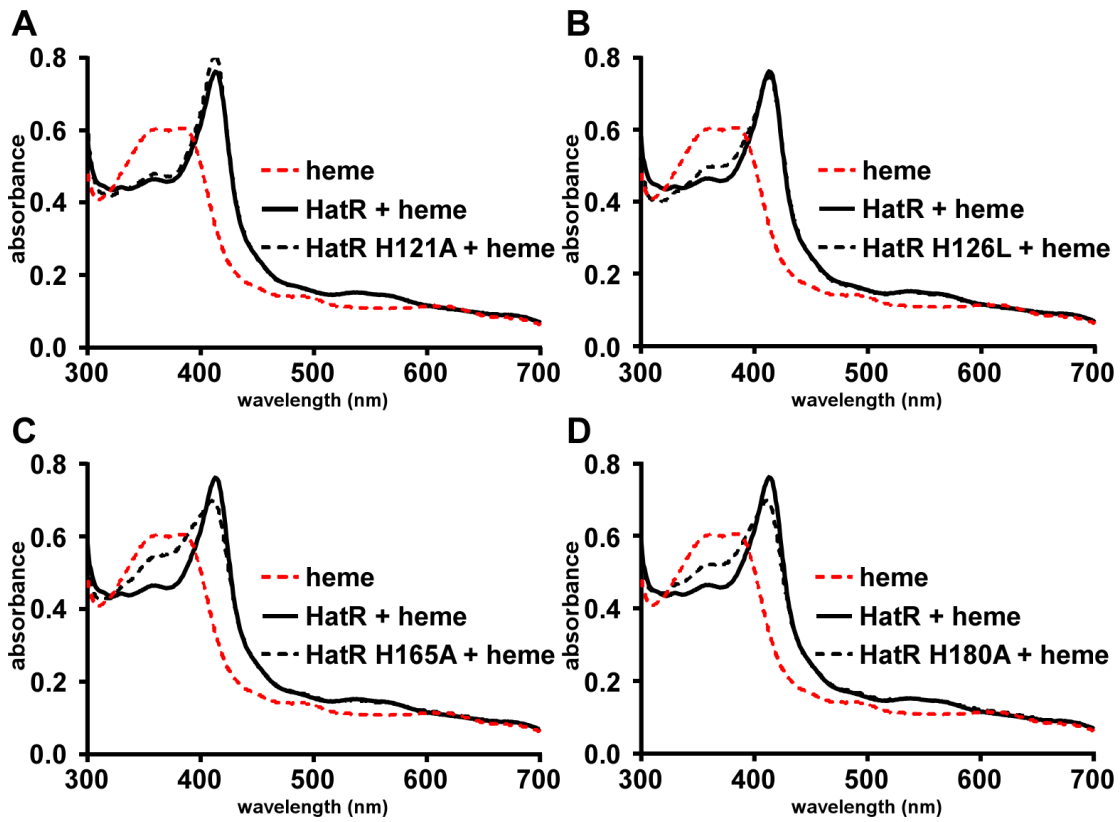 A
absorbance
0.8
0.6
0.4
0.2
0.0
heme
HatR + heme
HatR H121A + heme
300 400 500 600 700
wavelength (nm)
B
absorbance
0.8
0.6
0.4
0.2
0.0
heme
HatR + heme
HatR H126L + heme
300 400 500 600 700
wavelength (nm)
C
absorbance
0.8
0.6
0.4
0.2
0.0
heme
HatR + heme
HatR H165A + heme
300 400 500 600 700
wavelength (nm)
D
absorbance
0.8
0.6
0.4
0.2
0.0
heme
HatR + heme
HatR H180A + heme
300 400 500 600 700
wavelength (nm)